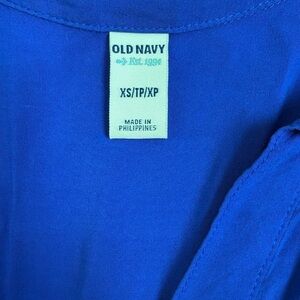 OLD NAVY
Est. 1994
XS/TP/XP
MADE IN
PHILIPPINES